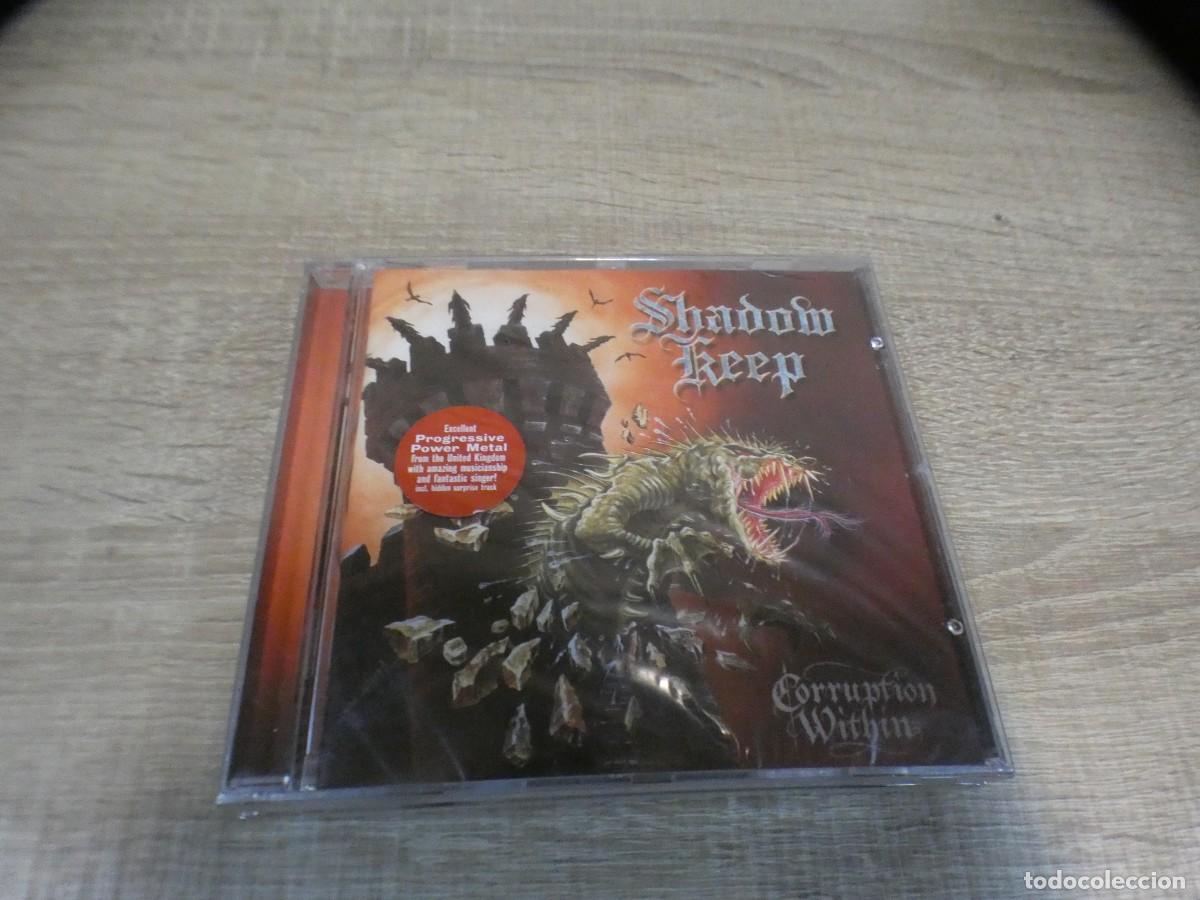 Shadow
Keep
Excellent
Progressive
Power Metal
from the United Kingdom
with amazing musicianship
and fantastic singer!
incl. hidden surprise track
Corruption
Within
todocoleccion